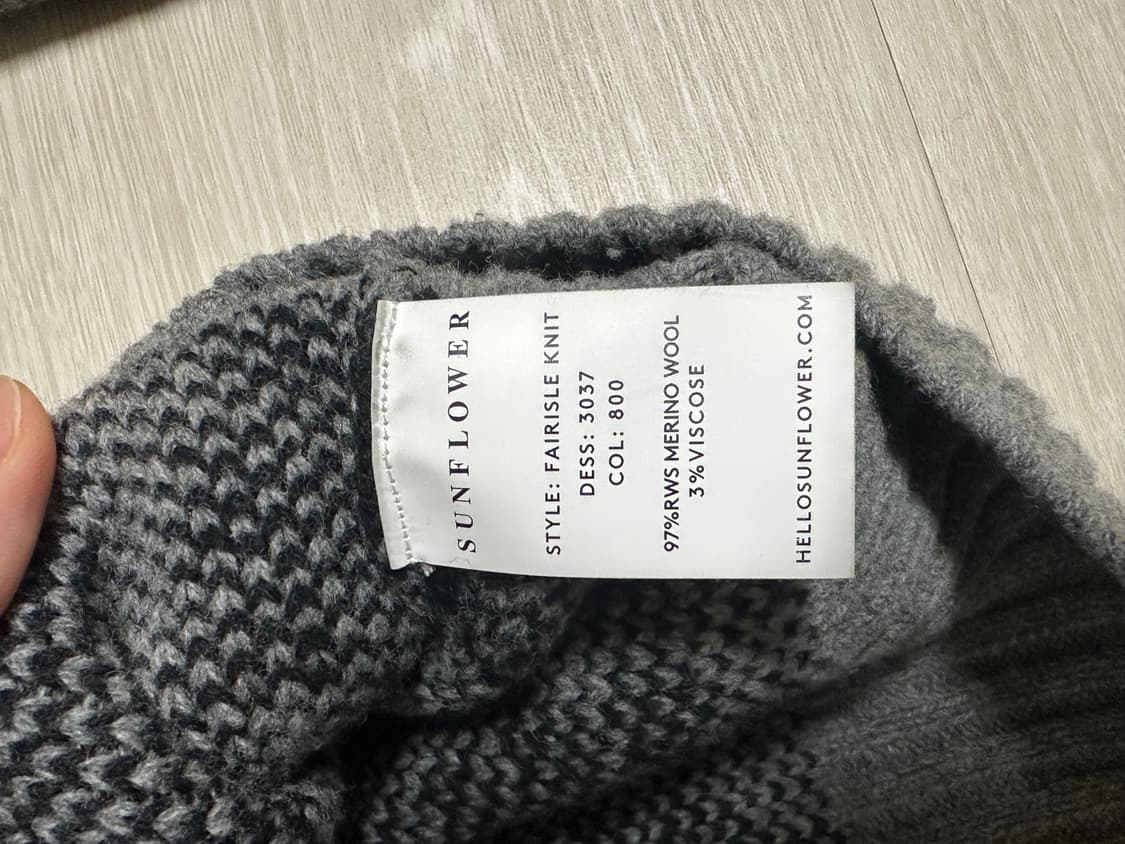 SUNFLOWER
STYLE: FAIRISLE KNIT
DESS: 3037
COL: 800
97%RWS MERINO WOOL
3%VISCOSE
HELLOSUNFLOWER.COM